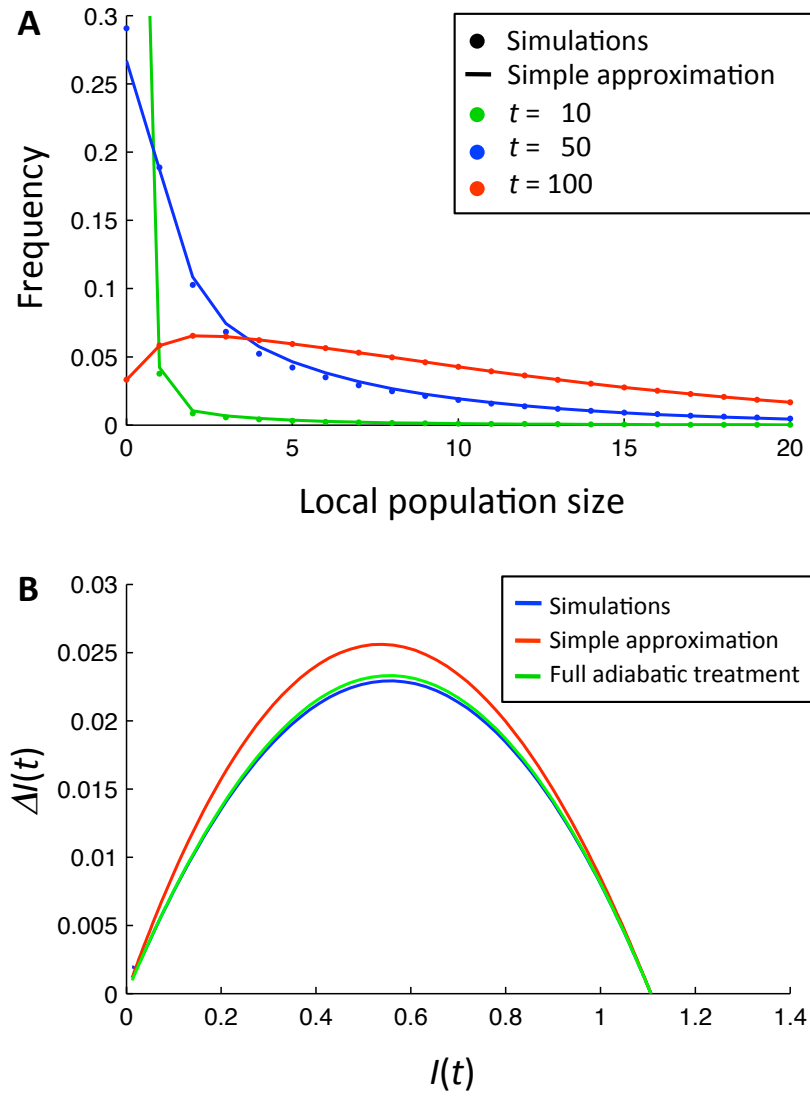 A
Simulations
Simple approximation
t = 10
t = 50
t = 100
Frequency
0.3
0.25
0.2
0.15
0.1
0.05
0
0 5 10 15 20
Local population size
B
Simulations
Simple approximation
Full adiabatic treatment
ΔI(t)
0.03
0.025
0.02
0.015
0.01
0.005
0
0 0.2 0.4 0.6 0.8 1 1.2 1.4
I(t)